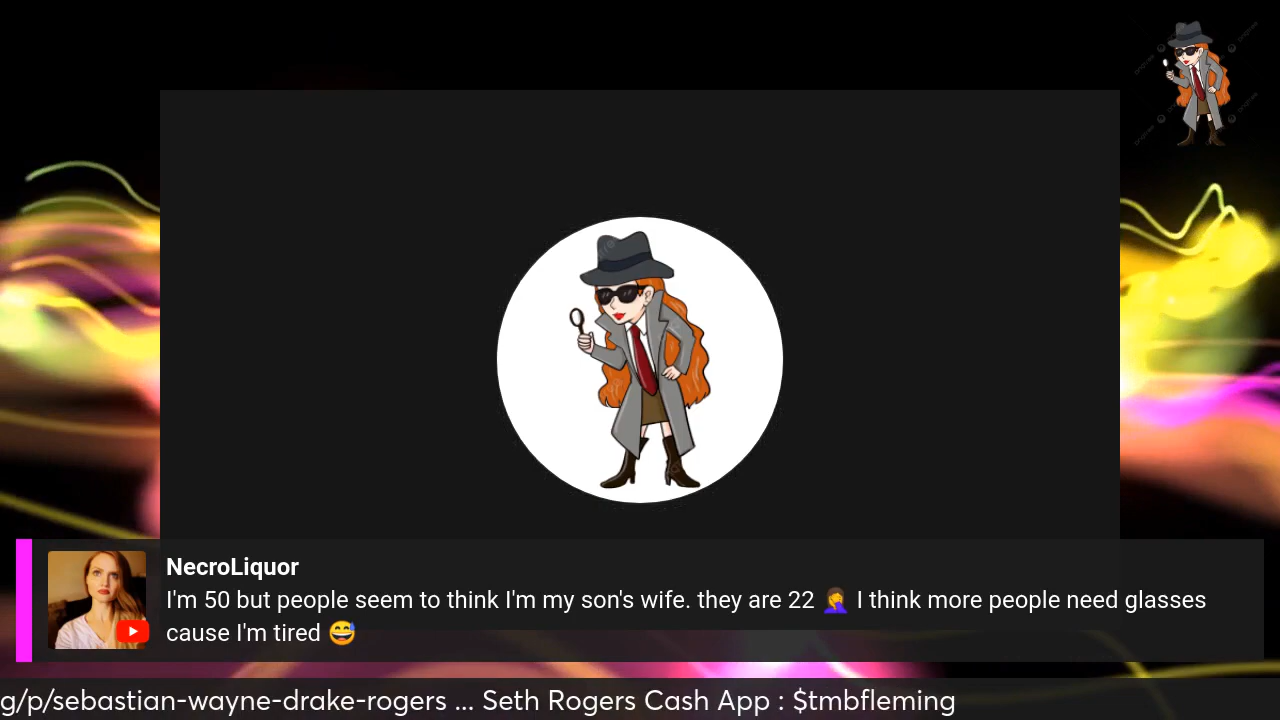 NecroLiquor
I'm 50 but people seem to think I'm my son's wife. they are 22 🤦‍♀️ I think more people need glasses
cause I'm tired 😅
g/p/sebastian-wayne-drake-rogers ... Seth Rogers Cash App : $tmbfleming